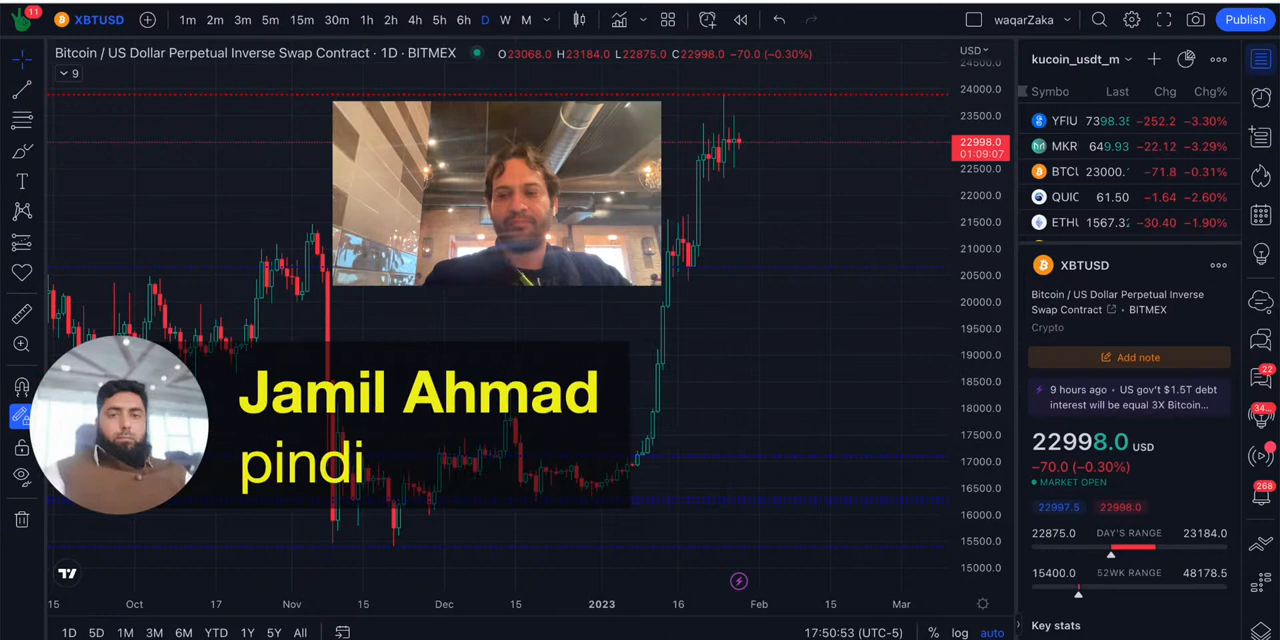 11
XBTUSD
1m 2m 3m 5m 15m 30m 1h 2h 4h 5h 6h D W M
waqarZaka
Publish
Bitcoin / US Dollar Perpetual Inverse Swap Contract · 1D · BITMEX
O23068.0 H23184.0 L22875.0 C22998.0 −70.0 (−0.30%)
9
USD
24500.0
24000.0
23500.0
22998.0
01:09:07
22500.0
22000.0
21500.0
21000.0
20500.0
20000.0
19500.0
19000.0
18500.0
18000.0
17500.0
17000.0
16500.0
16000.0
15500.0
15000.0
Jamil Ahmad
pindi
15 Oct 17 Nov 15 Dec 15 2023 16 Feb 15 Mar
1D 5D 1M 3M 6M YTD 1Y 5Y All
17:50:53 (UTC-5) % log auto
kucoin_usdt_m
Symbo Last Chg Chg%
YFIU 7398.35 −252.2 −3.30%
MKR 649.93 −22.12 −3.29%
BTCU 23000. −71.8 −0.31%
QUIC 61.50 −1.64 −2.60%
ETHU 1567.3 −30.40 −1.90%
XBTUSD
Bitcoin / US Dollar Perpetual Inverse
Swap Contract • BITMEX
Crypto
Add note
9 hours ago • US gov't $1.5T debt
interest will be equal 3X Bitcoin...
22998.0 USD
−70.0 (−0.30%)
MARKET OPEN
22997.5 22998.0
22875.0 DAY'S RANGE 23184.0
15400.0 52WK RANGE 48178.5
Key stats
22
34...
268